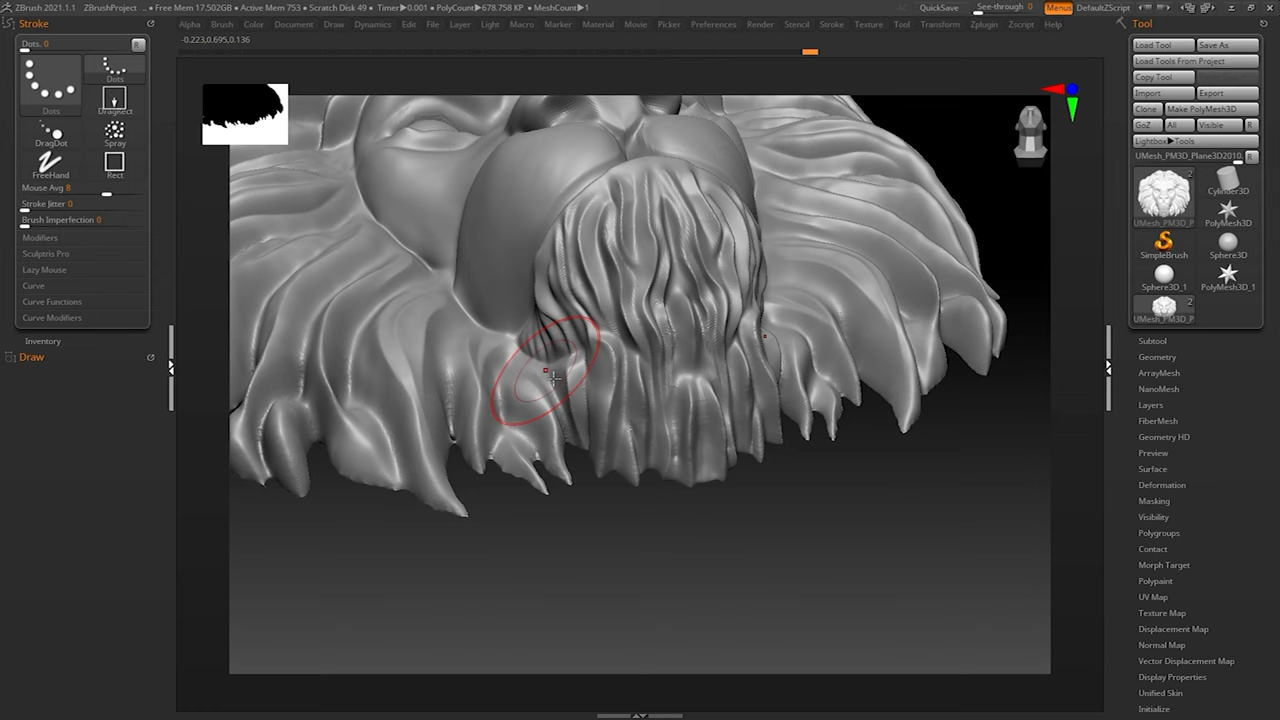 ZBrush 2021.1.1 ZBrushProject .. • Free Mem 17.502GB • Active Mem 753 • Scratch Disk 49 • Timer▶0.001 • PolyCount▶678.758 KP • MeshCount▶1 QuickSave See-through 0 Menus DefaultZScript
Stroke
Alpha Brush Color Document Draw Dynamics Edit File Layer Light Macro Marker Material Movie Picker Preferences Render Stencil Stroke Texture Tool Transform Zplugin Zscript Help
-0.223,0.695,0.136
Dots. 0
R
Dots
Dots
DragRect
DragDot
Spray
FreeHand
Rect
Mouse Avg 8
Stroke Jitter 0
Brush Imperfection 0
Modifiers
Sculptris Pro
Lazy Mouse
Curve
Curve Functions
Curve Modifiers
Inventory
Draw
Tool
Load Tool Save As
Load Tools From Project
Copy Tool
Import Export
Clone Make PolyMesh3D
GoZ All Visible R
Lightbox▶Tools
UMesh_PM3D_Plane3D2010. R
2
UMesh_PM3D_P
Cylinder3D
PolyMesh3D
SimpleBrush
Sphere3D
Sphere3D_1
PolyMesh3D_1
2
UMesh_PM3D_P
Subtool
Geometry
ArrayMesh
NanoMesh
Layers
FiberMesh
Geometry HD
Preview
Surface
Deformation
Masking
Visibility
Polygroups
Contact
Morph Target
Polypaint
UV Map
Texture Map
Displacement Map
Normal Map
Vector Displacement Map
Display Properties
Unified Skin
Initialize